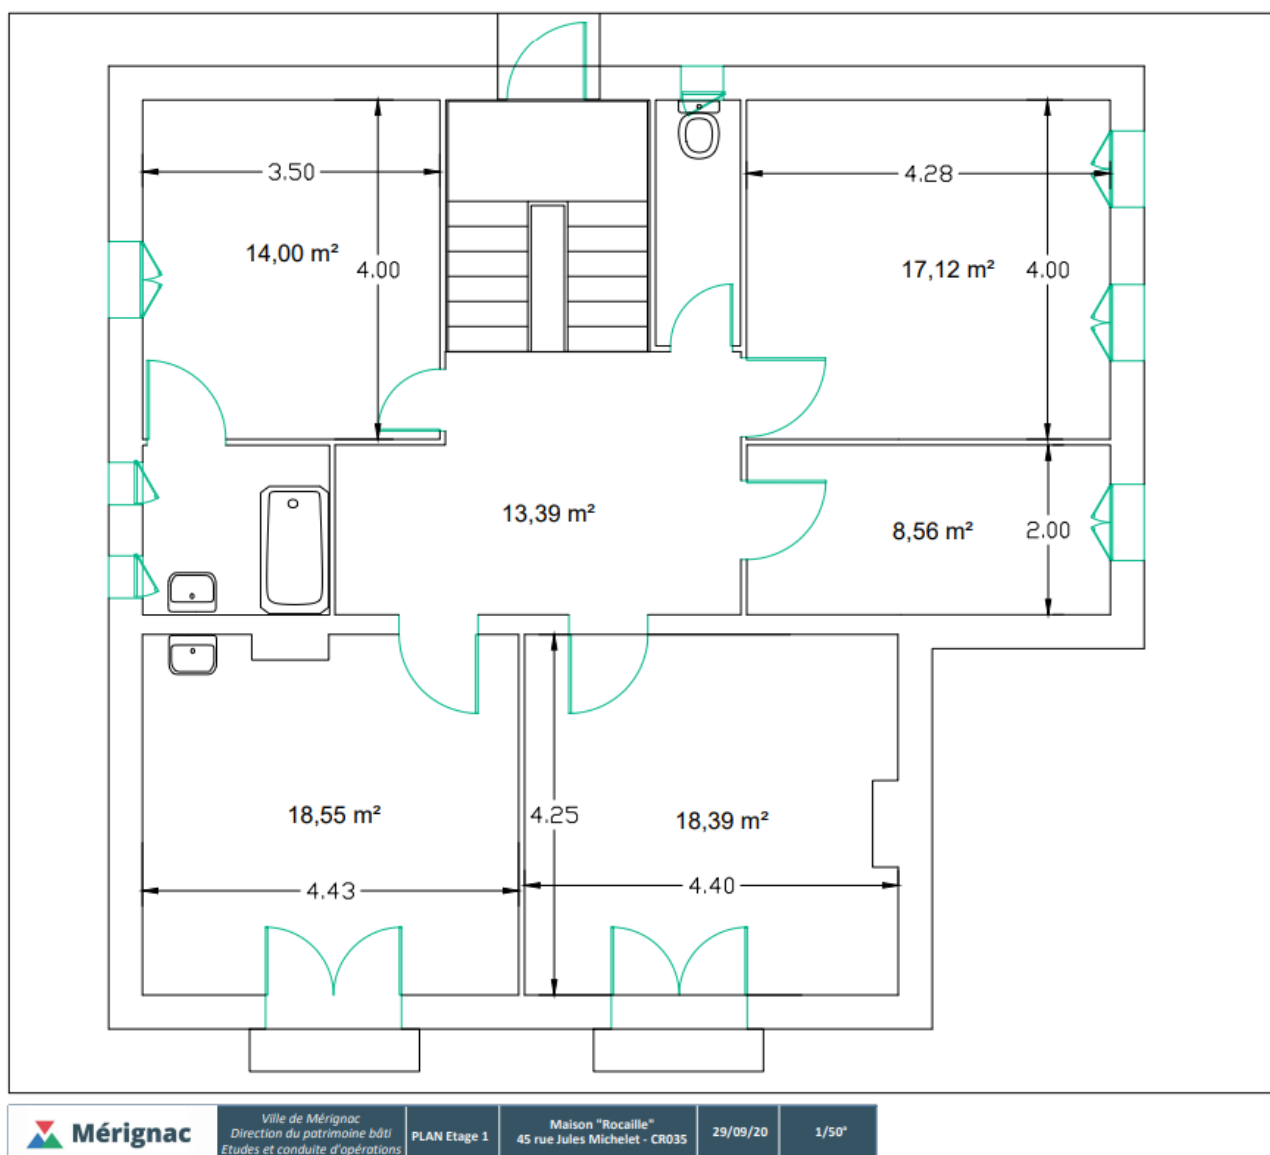 3.50
4.28
14,00 m²
4.00
17,12 m²
4.00
13,39 m²
8,56 m²
2.00
18,55 m²
4.25
18,39 m²
4.43
4.40
Mérignac
Ville de Mérignac
Direction du patrimoine bâti
Etudes et conduite d'opérations
PLAN Etage 1
Maison "Rocaille"
45 rue Jules Michelet - CR035
29/09/20
1/50°